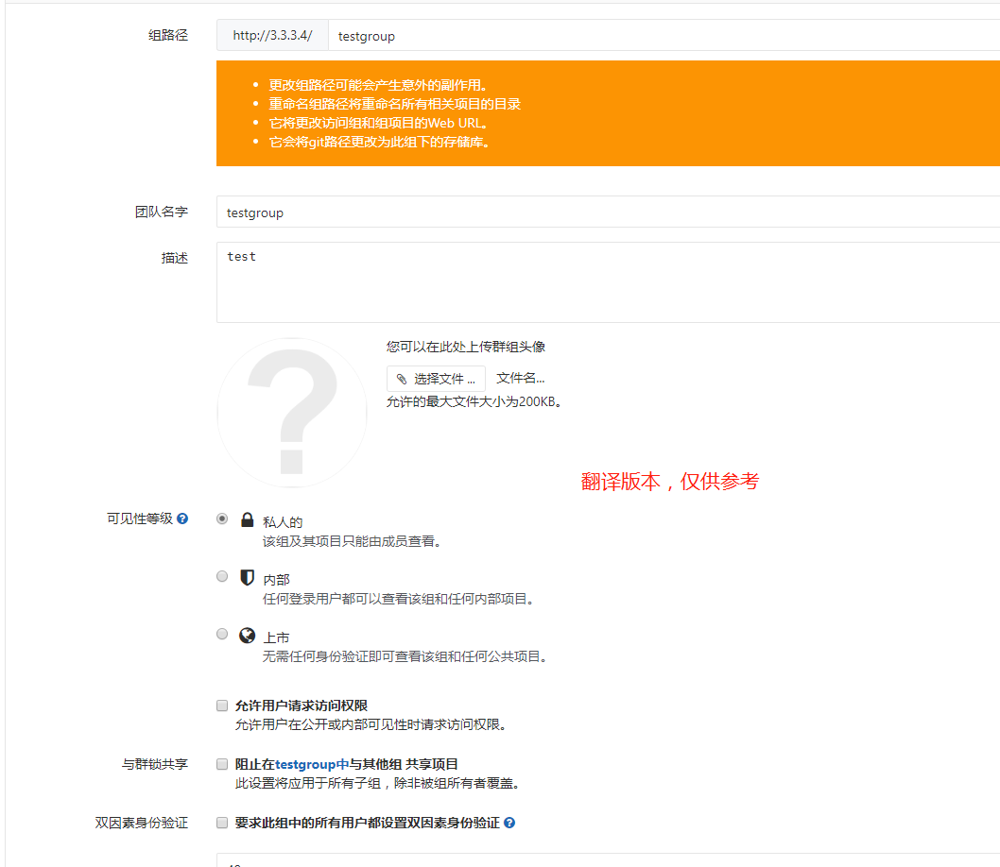 组路径 http://3.3.3.4/ testgroup
更改组路径可能会产生意外的副作用。
重命名组路径将重命名所有相关项目的目录
它将更改访问组和组项目的Web URL。
它会将git路径更改为此组下的存储库。
团队名字 testgroup
描述 test
您可以在此处上传群组头像
选择文件 ... 文件名...
允许的最大文件大小为200KB。
翻译版本，仅供参考
可见性等级 私人的
该组及其项目只能由成员查看。
内部
任何登录用户都可以查看该组和任何内部项目。
上市
无需任何身份验证即可查看该组和任何公共项目。
允许用户请求访问权限
允许用户在公开或内部可见性时请求访问权限。
与群锁共享 阻止在testgroup中与其他组 共享项目
此设置将应用于所有子组，除非被组所有者覆盖。
双因素身份验证 要求此组中的所有用户都设置双因素身份验证